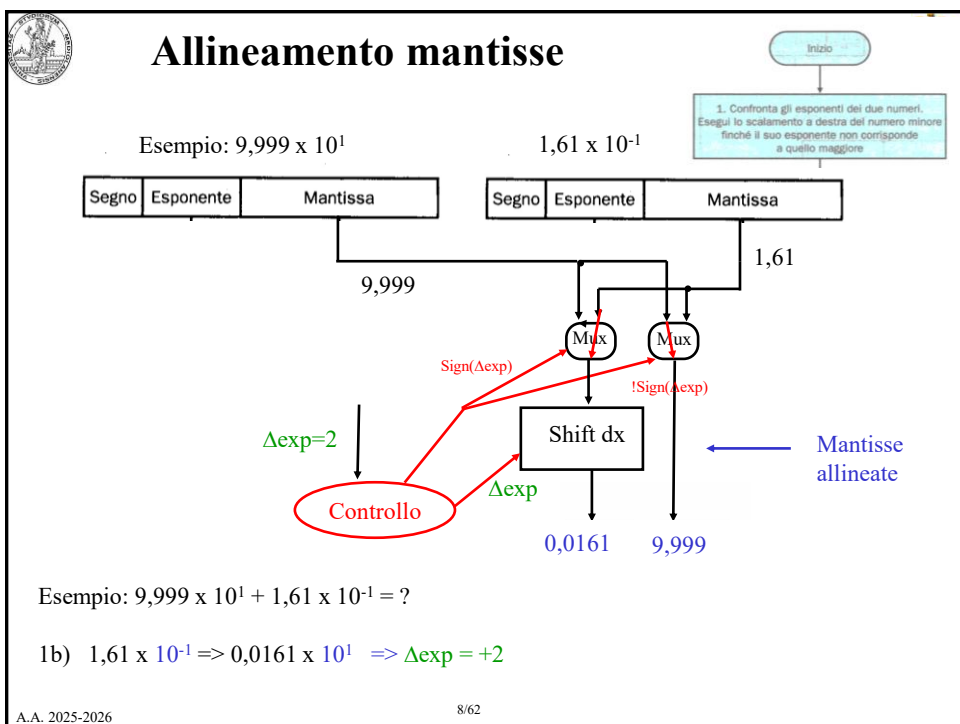 Allineamento mantisse
Inizio
1. Confronta gli esponenti dei due numeri.
Esegui lo scalamento a destra del numero minore
finché il suo esponente non corrisponde
a quello maggiore
Esempio: 9,999 x 10¹
1,61 x 10⁻¹
Segno Esponente Mantissa
Segno Esponente Mantissa
9,999
1,61
Mux
Mux
Sign(Δexp)
!Sign(Δexp)
Δexp=2
Shift dx
Mantisse
allineate
Δexp
Controllo
0,0161
9,999
Esempio: 9,999 x 10¹ + 1,61 x 10⁻¹ = ?
1b) 1,61 x 10⁻¹ => 0,0161 x 10¹ => Δexp = +2
A.A. 2025-2026
8/62